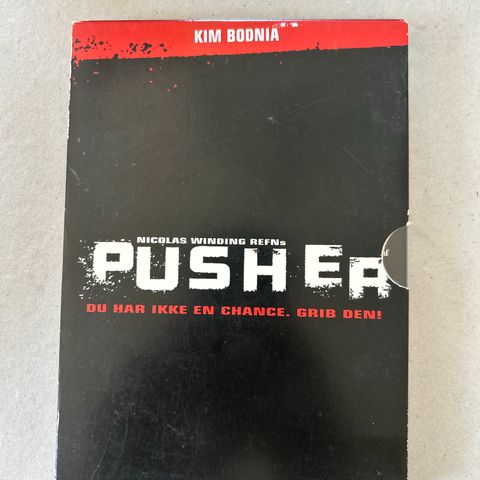 KIM BODNIA
NICOLAS WINDING REFNs
PUSHER
DU HAR IKKE EN CHANCE. GRIB DEN!